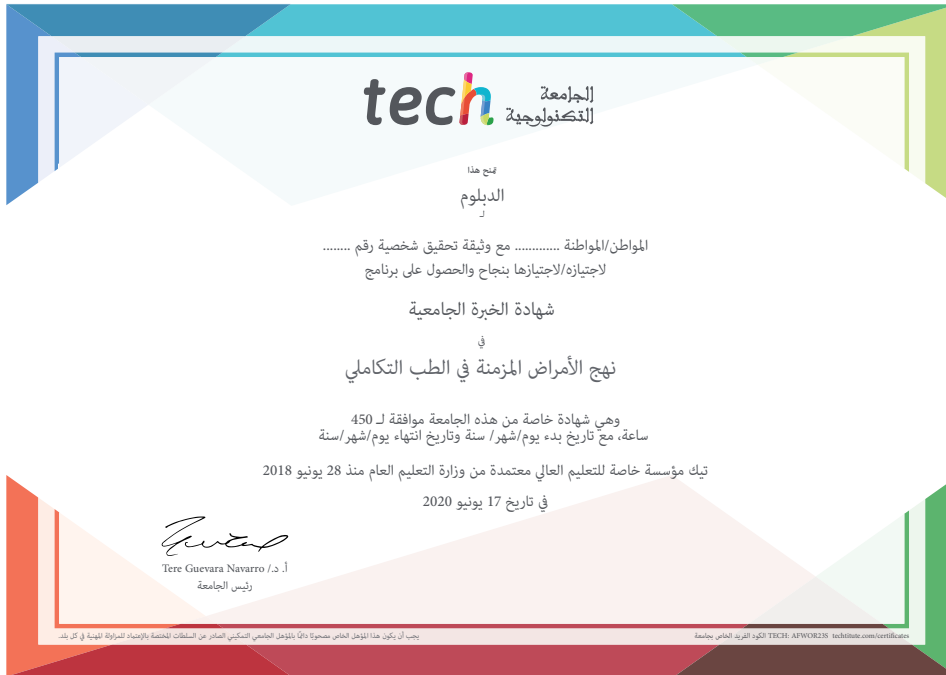 tech الجامعة
التكنولوجية
تمنح هذا
الدبلوم
لـ
المواطن/المواطنة ............ مع وثيقة تحقيق شخصية رقم ........
لاجتيازه/لاجتيازها بنجاح والحصول على برنامج
شهادة الخبرة الجامعية
في
نهج الأمراض المزمنة في الطب التكاملي
وهي شهادة خاصة من هذه الجامعة موافقة لـ 450
ساعة، مع تاريخ بدء يوم/شهر/ سنة وتاريخ انتهاء يوم/شهر/سنة
تيك مؤسسة خاصة للتعليم العالي معتمدة من وزارة التعليم العام منذ 28 يونيو 2018
في تاريخ 17 يونيو 2020
أ. د./ Tere Guevara Navarro
رئيس الجامعة
يجب أن يكون هذا المؤهل الخاص مصحوبًا دائمًا بالمؤهل الجامعي التمكيني الصادر عن السلطات المختصة بالإعتماد للمزاولة المهنية في كل بلد.
الكود الفريد الخاص بجامعة TECH: AFWOR23S techtitute.com/certificates